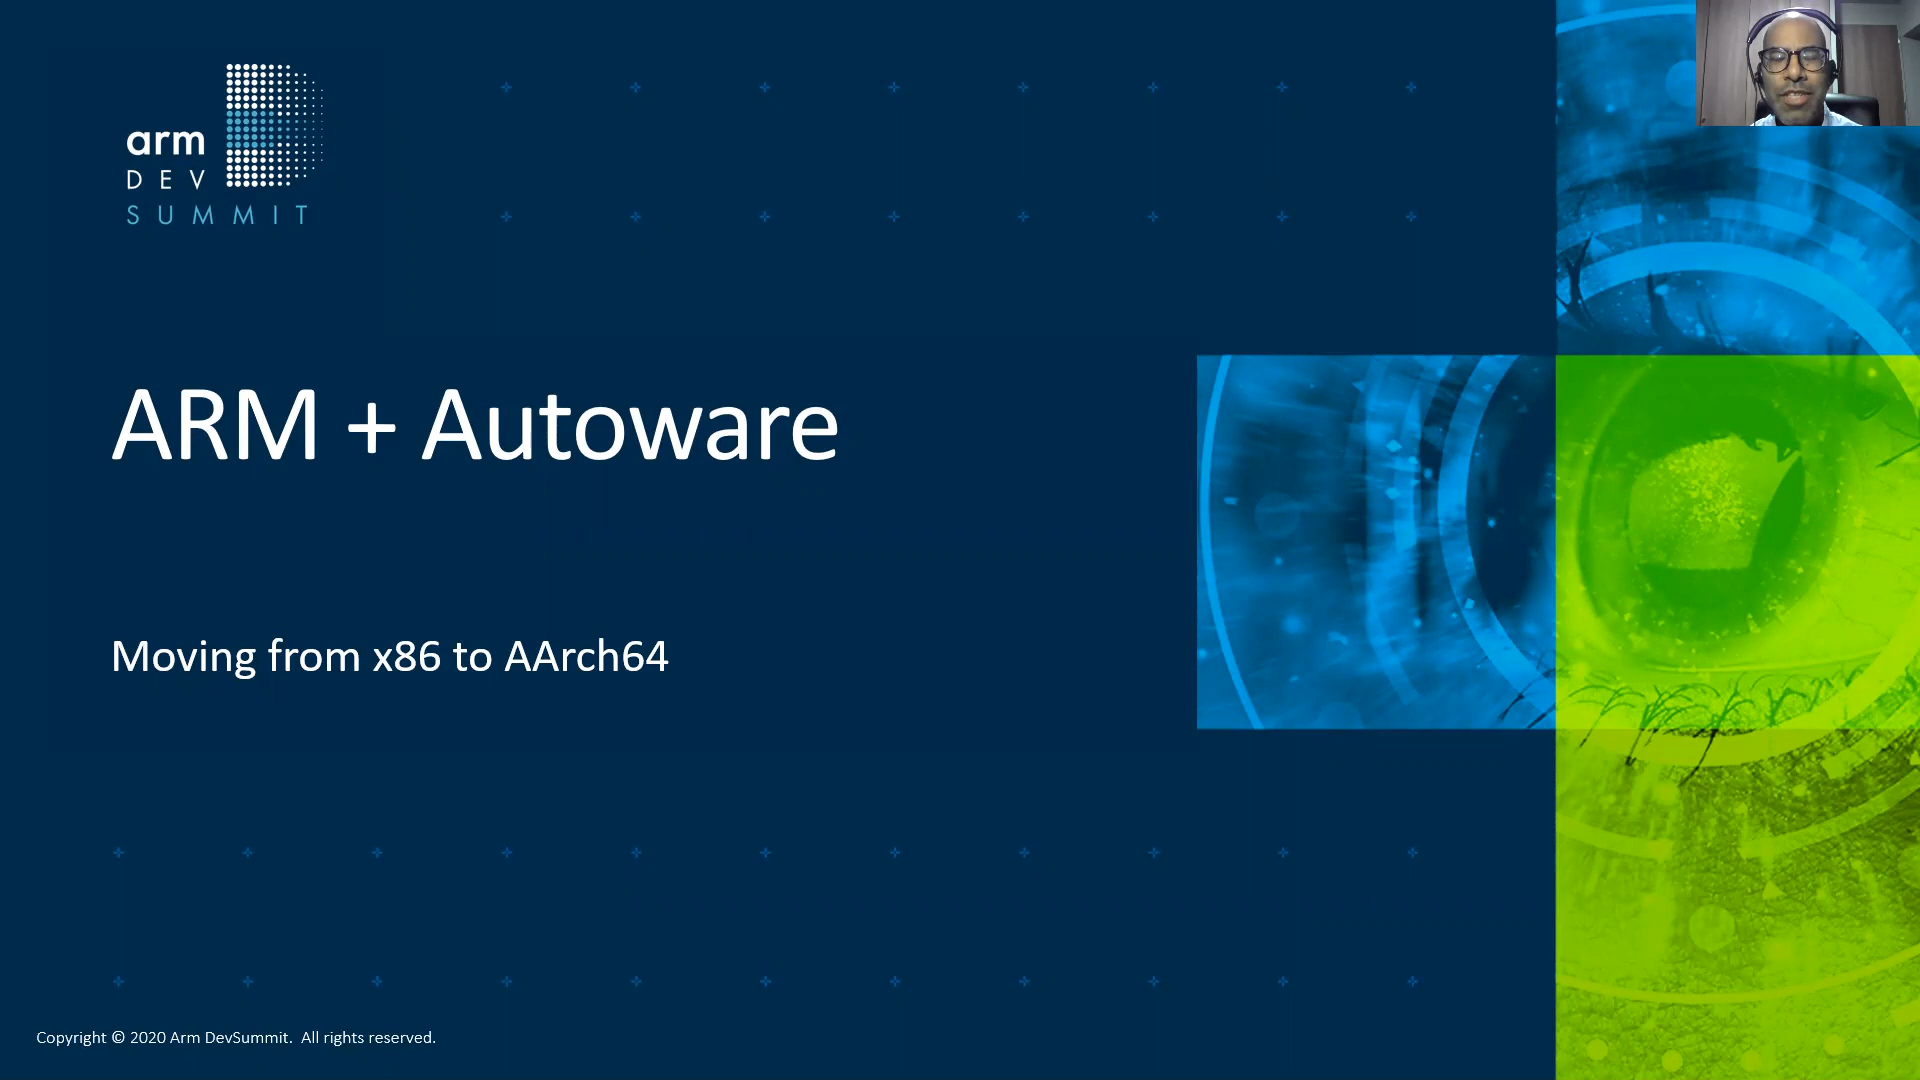 arm
DEV
SUMMIT
ARM + Autoware
Moving from x86 to AArch64
Copyright © 2020 Arm DevSummit.  All rights reserved.